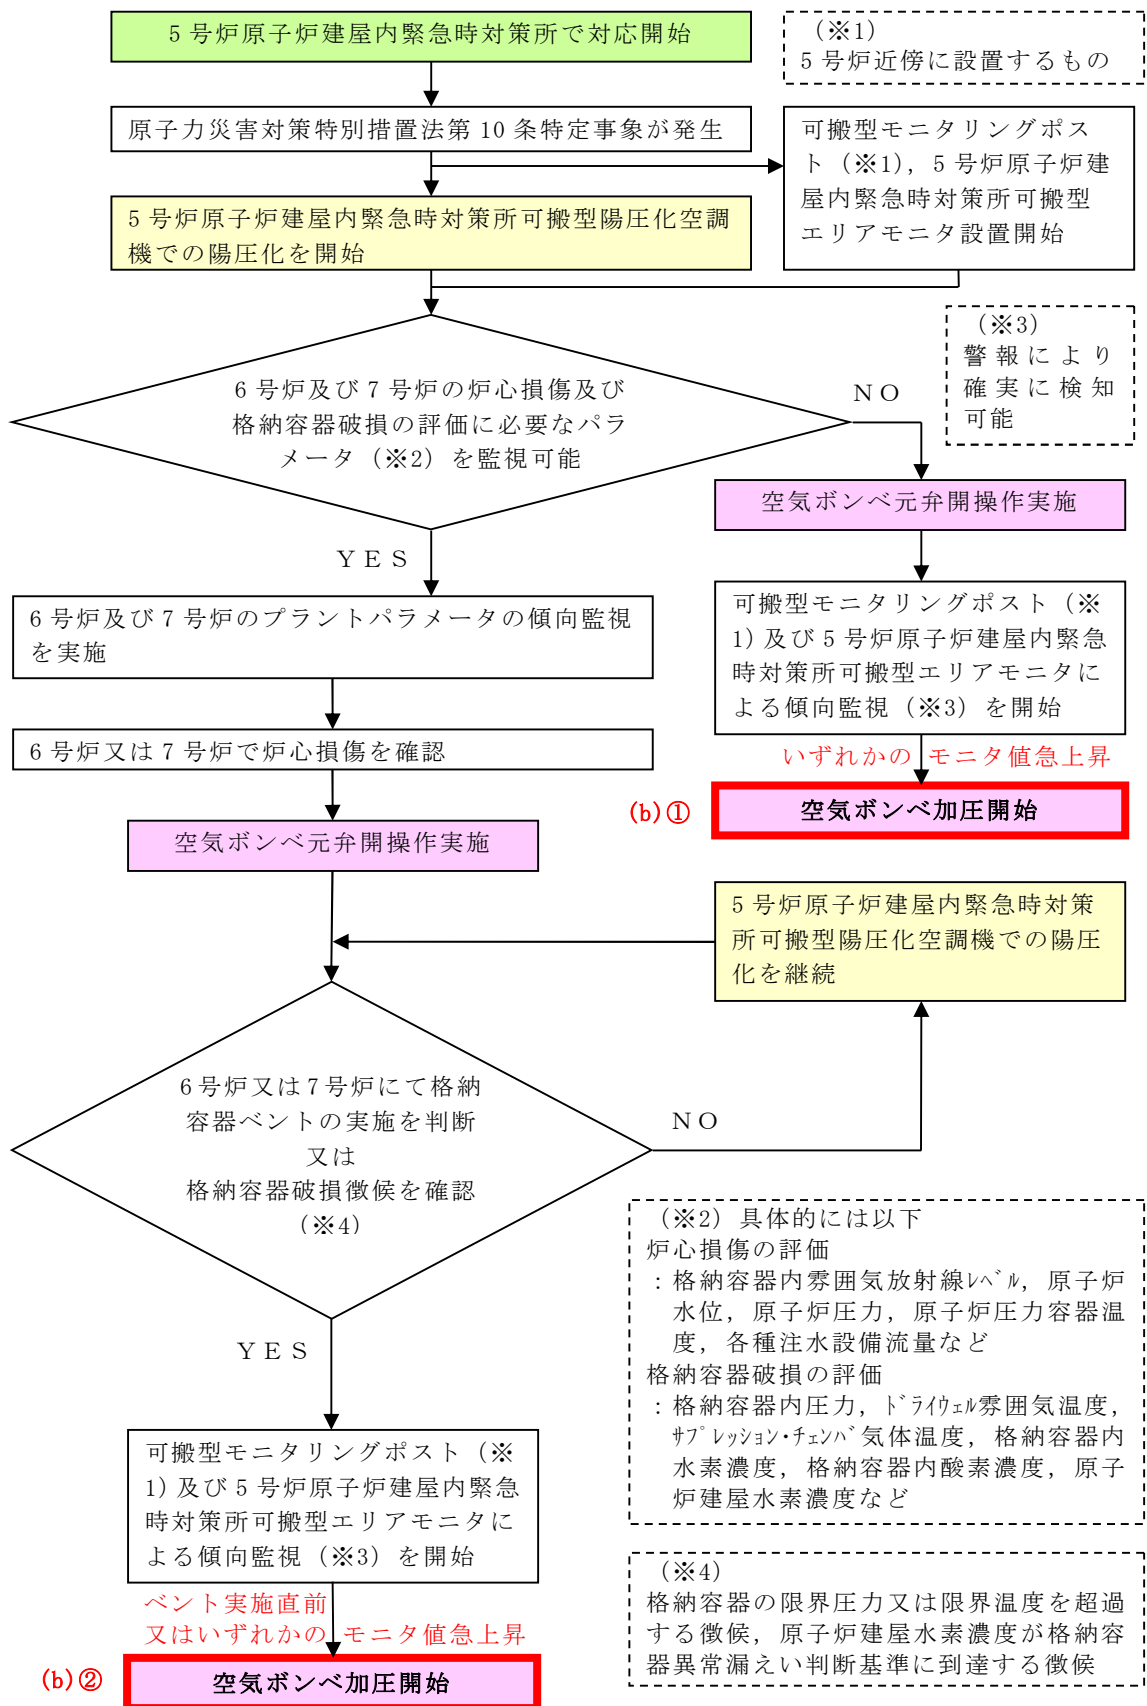 5号炉原子炉建屋内緊急時対策所で対応開始
(※1)
5号炉近傍に設置するもの
原子力災害対策特別措置法第10条特定事象が発生
可搬型モニタリングポス
ト(※1),5号炉原子炉建
屋内緊急時対策所可搬型
エリアモニタ設置開始
5号炉原子炉建屋内緊急時対策所可搬型陽圧化空調
機での陽圧化を開始
(※3)
警報により
確実に検知
可能
6号炉及び7号炉の炉心損傷及び
格納容器破損の評価に必要なパラ
メータ(※2)を監視可能
NO
空気ボンベ元弁開操作実施
YES
可搬型モニタリングポスト(※
1)及び5号炉原子炉建屋内緊急
時対策所可搬型エリアモニタに
よる傾向監視(※3)を開始
6号炉及び7号炉のプラントパラメータの傾向監視
を実施
6号炉又は7号炉で炉心損傷を確認
いずれかの モニタ値急上昇
(b)① 空気ボンベ加圧開始
空気ボンベ元弁開操作実施
5号炉原子炉建屋内緊急時対策
所可搬型陽圧化空調機での陽圧
化を継続
6号炉又は7号炉にて格納
容器ベントの実施を判断
又は
格納容器破損徴候を確認
(※4)
NO
YES
(※2)具体的には以下
炉心損傷の評価
:格納容器内雰囲気放射線レベル,原子炉
水位,原子炉圧力,原子炉圧力容器温
度,各種注水設備流量など
格納容器破損の評価
:格納容器内圧力,ドライウェル雰囲気温度,
サプレッション・チェンバ気体温度,格納容器内
水素濃度,格納容器内酸素濃度,原子
炉建屋水素濃度など
可搬型モニタリングポスト(※
1)及び5号炉原子炉建屋内緊急
時対策所可搬型エリアモニタに
よる傾向監視(※3)を開始
(※4)
格納容器の限界圧力又は限界温度を超過
する徴候,原子炉建屋水素濃度が格納容
器異常漏えい判断基準に到達する徴候
ベント実施直前
又はいずれかの モニタ値急上昇
(b)② 空気ボンベ加圧開始